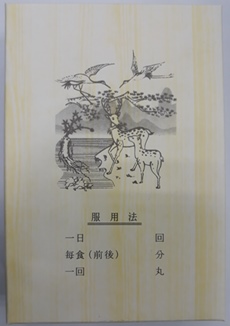 服用法
一日　回
毎食(前後)　分
一回　丸